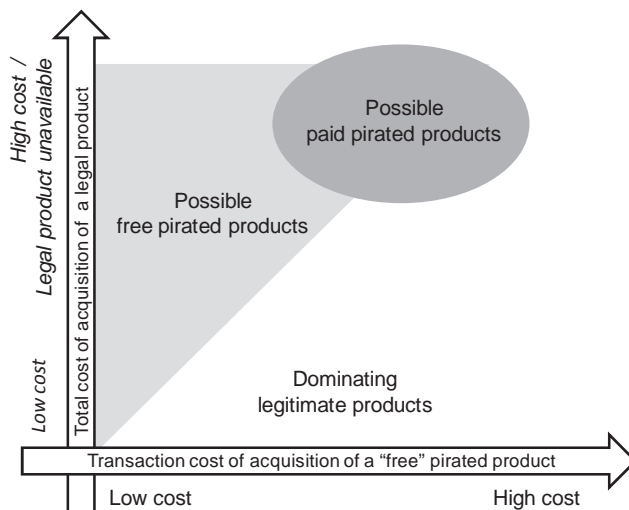 High cost /
Legal product unavailable
Low cost
Total cost of acquisition of a legal product
Possible
paid pirated products
Possible
free pirated products
Dominating
legitimate products
Transaction cost of acquisition of a “free” pirated product
Low cost
High cost